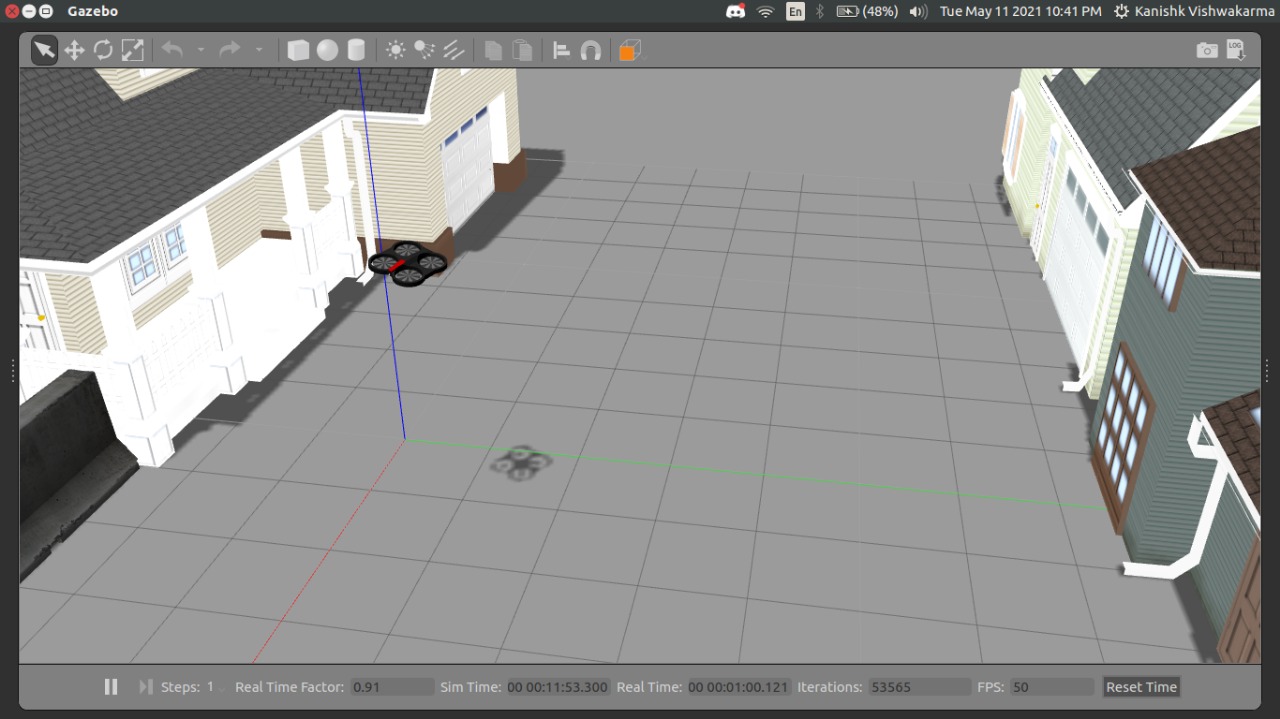 Gazebo En (48%) Tue May 11 2021 10:41 PM Kanishk Vishwakarma
LOG
Steps: 1 Real Time Factor: 0.91 Sim Time: 00 00:11:53.300 Real Time: 00 00:01:00.121 Iterations: 53565 FPS: 50 Reset Time